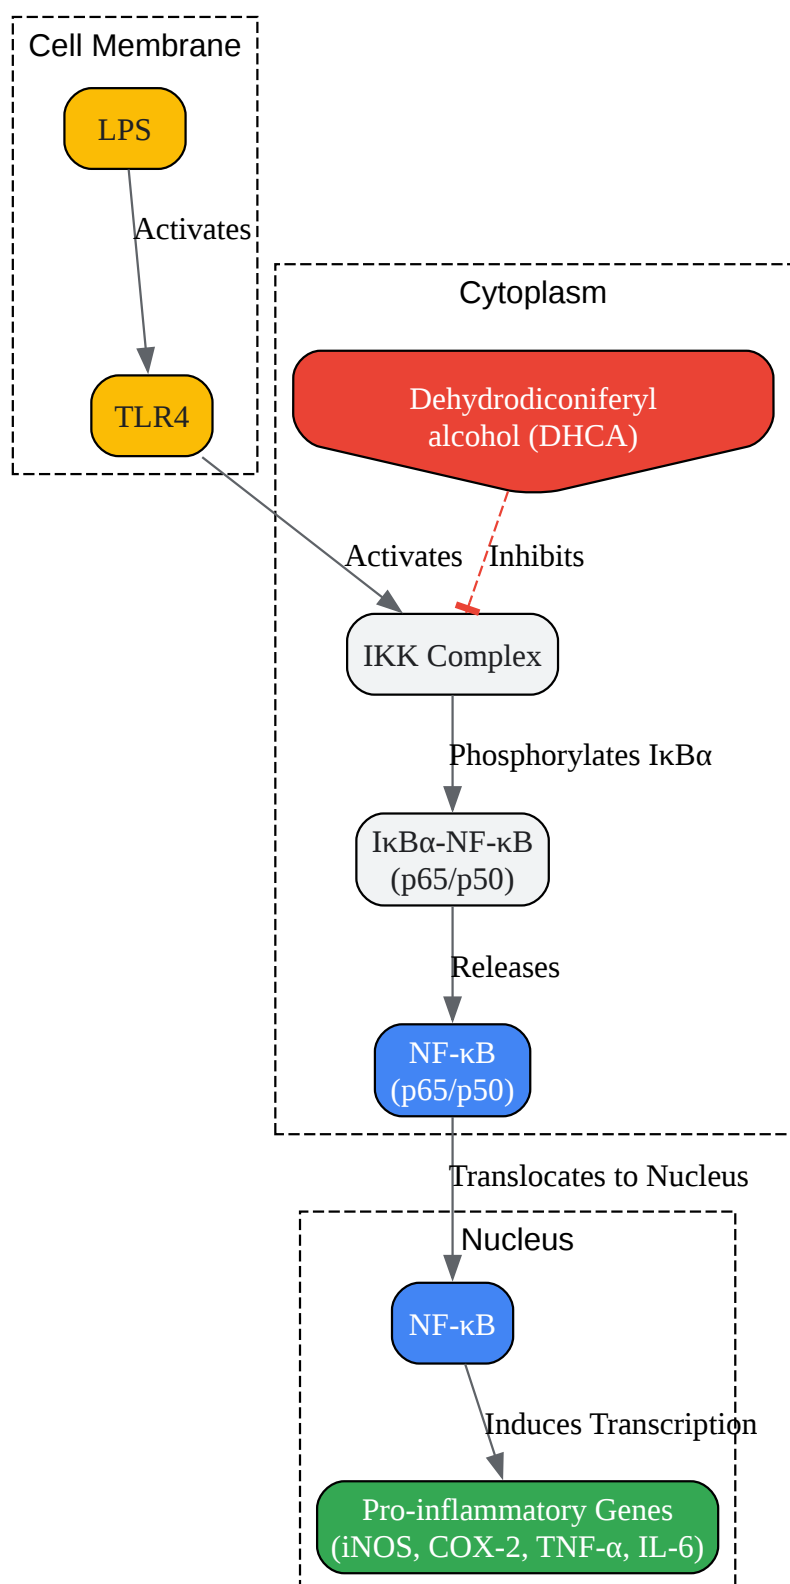 Cell Membrane
LPS
Activates
TLR4
Cytoplasm
Dehydrodiconiferyl
alcohol (DHCA)
Activates
Inhibits
IKK Complex
Phosphorylates IκBα
IκBα-NF-κB
(p65/p50)
Releases
NF-κB
(p65/p50)
Translocates to Nucleus
Nucleus
NF-κB
Induces Transcription
Pro-inflammatory Genes
(iNOS, COX-2, TNF-α, IL-6)